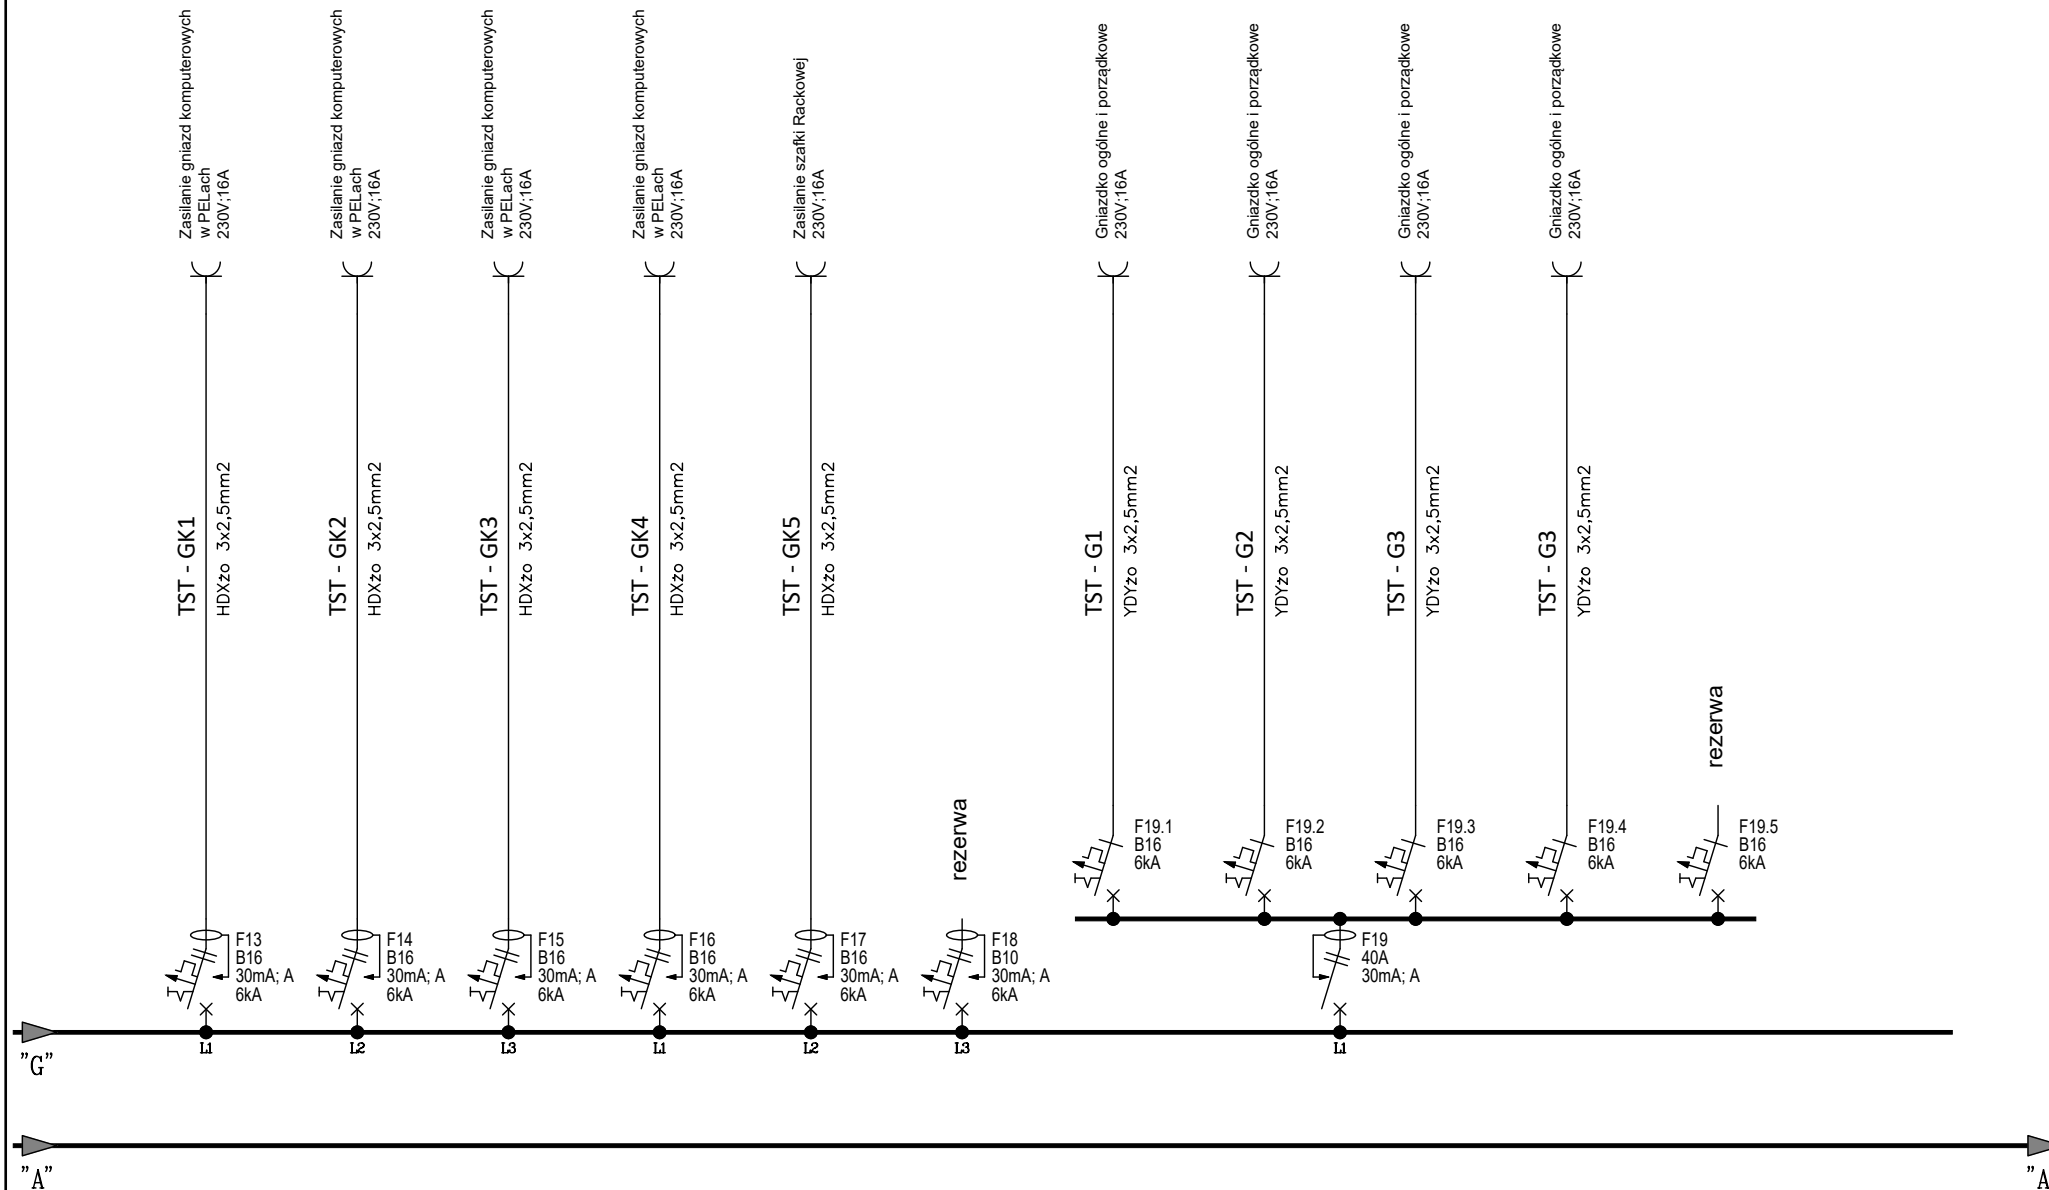 Zasilanie gniazd komputerowych
w PELach
230V;16A
Zasilanie gniazd komputerowych
w PELach
230V;16A
Zasilanie gniazd komputerowych
w PELach
230V;16A
Zasilanie gniazd komputerowych
w PELach
230V;16A
Zasilanie szafki Rackowej
230V;16A
Gniazdko ogólne i porządkowe
230V;16A
Gniazdko ogólne i porządkowe
230V;16A
Gniazdko ogólne i porządkowe
230V;16A
Gniazdko ogólne i porządkowe
230V;16A
TST - GK1
HDXżo 3x2,5mm2
TST - GK2
HDXżo 3x2,5mm2
TST - GK3
HDXżo 3x2,5mm2
TST - GK4
HDXżo 3x2,5mm2
TST - GK5
HDXżo 3x2,5mm2
TST - G1
YDYżo 3x2,5mm2
TST - G2
YDYżo 3x2,5mm2
TST - G3
YDYżo 3x2,5mm2
TST - G3
YDYżo 3x2,5mm2
rezerwa
rezerwa
F19.1
B16
6kA
F19.2
B16
6kA
F19.3
B16
6kA
F19.4
B16
6kA
F19.5
B16
6kA
F13
B16
30mA; A
6kA
F14
B16
30mA; A
6kA
F15
B16
30mA; A
6kA
F16
B16
30mA; A
6kA
F17
B16
30mA; A
6kA
F18
B10
30mA; A
6kA
F19
40A
30mA; A
L1
L2
L3
L1
L2
L3
L1
"G"
"A"
"A